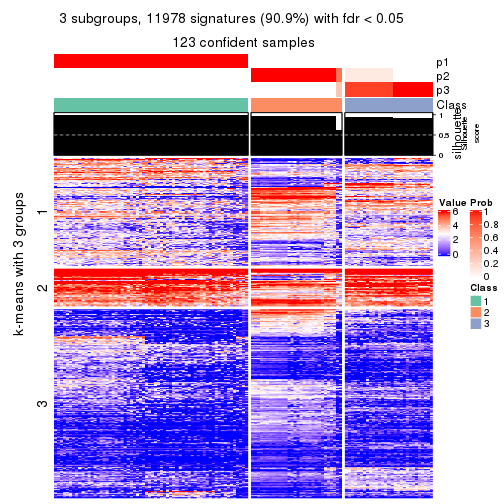 3 subgroups, 11978 signatures (90.9%) with fdr < 0.05
123 confident samples
p1
p2
p3
Class
1
0.5
0
silhouette
Silhouette
score
k-means with 3 groups
1
2
3
Value
6
4
2
0
Prob
1
0.8
0.6
0.4
0.2
0
Class
1
2
3